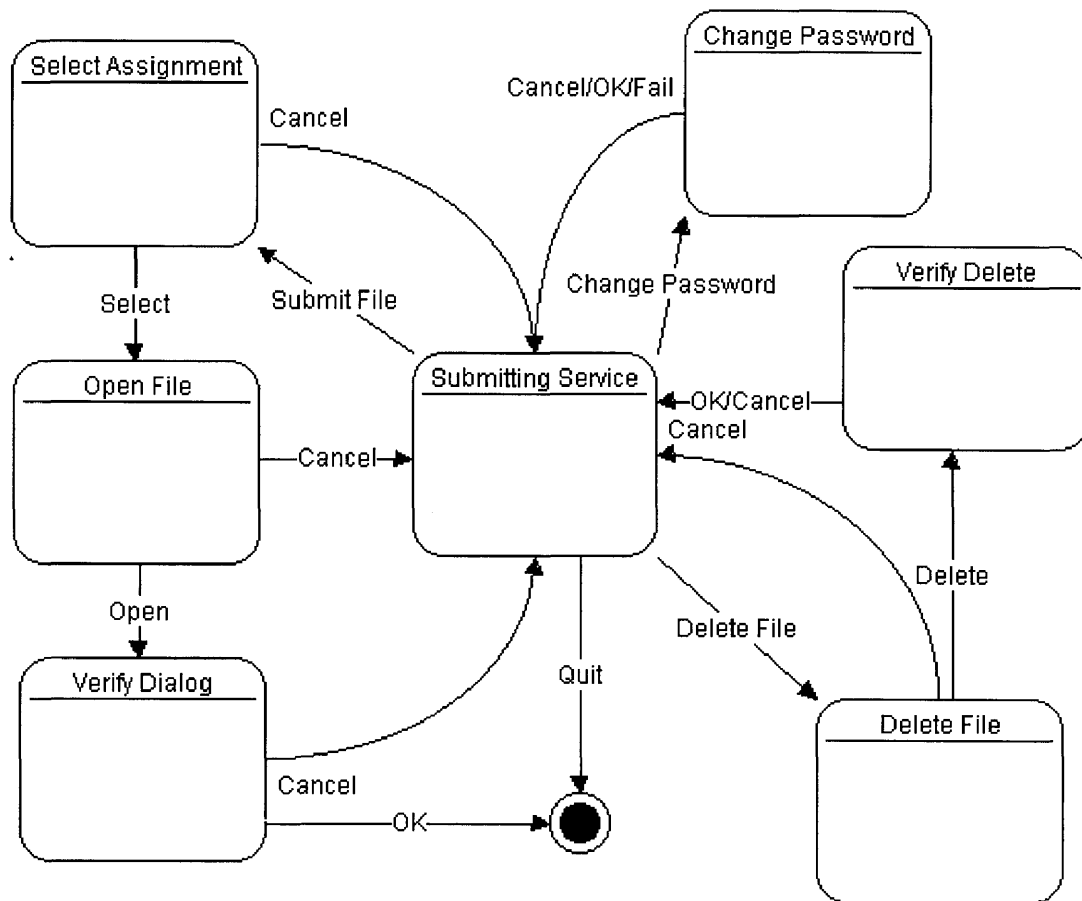 Change Password
Select Assignment
Cancel/OK/Fail
Cancel
Verify Delete
Change Password
Submit File
Select
Submitting Service
Open File
OK/Cancel
Cancel
Cancel
Delete
Open
Delete File
Quit
Verify Dialog
Delete File
Cancel
OK